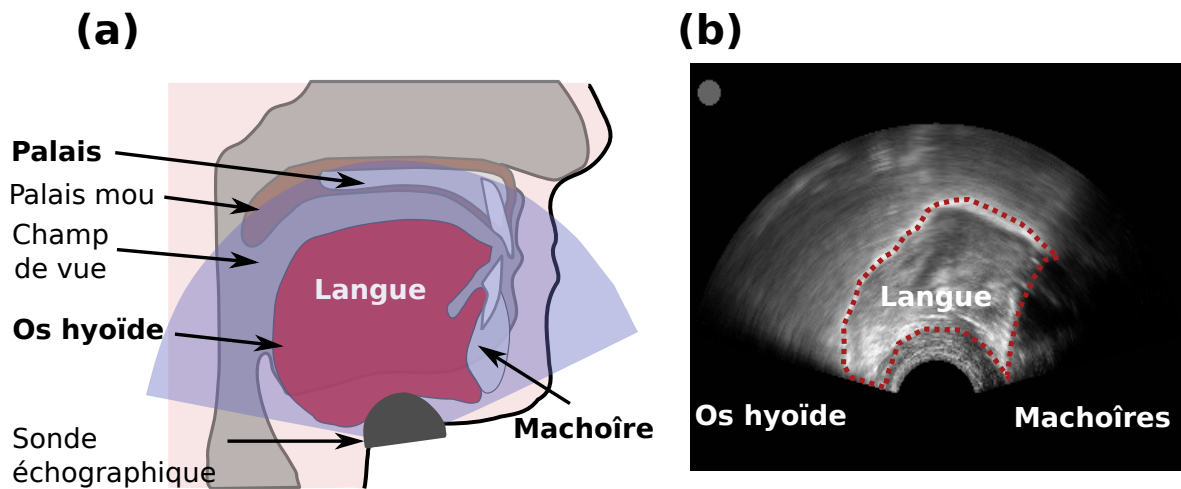 (a)
Palais
Palais mou
Champ
de vue
Os hyoïde
Sonde
échographique
Langue
Machoîre
(b)
Langue
Os hyoïde
Machoîres